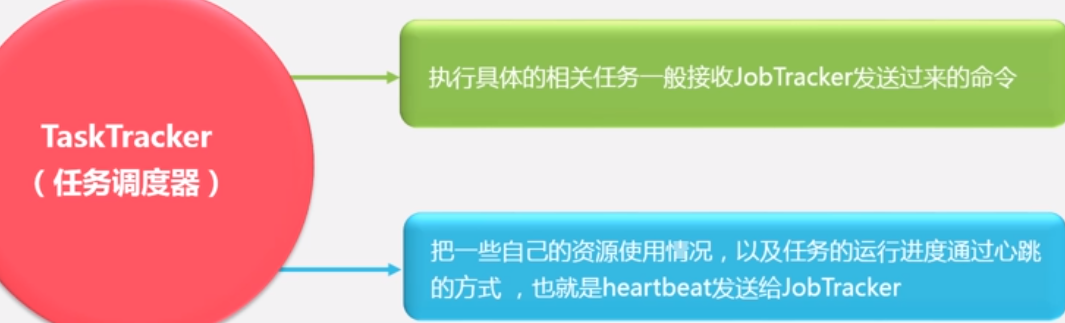 TaskTracker
（任务调度器）
执行具体的相关任务一般接收JobTracker发送过来的命令
把一些自己的资源使用情况，以及任务的运行进度通过心跳
的方式 ，也就是heartbeat发送给JobTracker